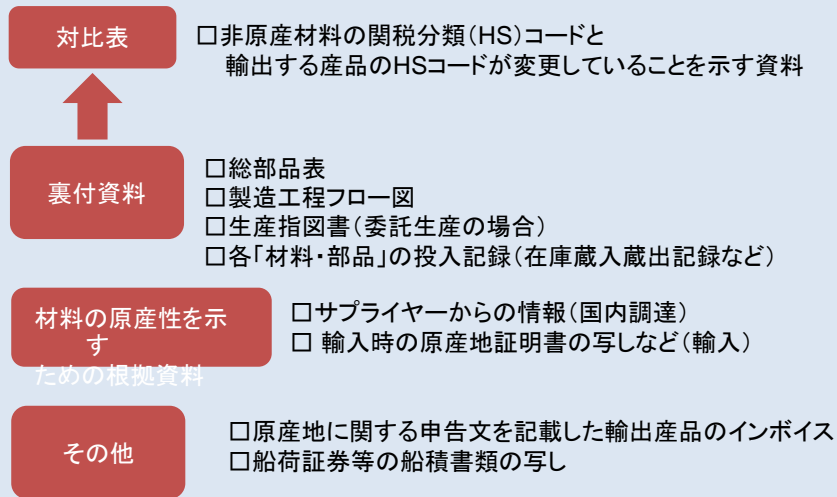 対比表
□非原産材料の関税分類(HS)コードと
輸出する産品のHSコードが変更していることを示す資料
裏付資料
□総部品表
□製造工程フロー図
□生産指図書(委託生産の場合)
□各「材料・部品」の投入記録(在庫蔵入蔵出記録など)
材料の原産性を示
す
ための根拠資料
□サプライヤーからの情報(国内調達)
□ 輸入時の原産地証明書の写しなど(輸入)
その他
□原産地に関する申告文を記載した輸出産品のインボイス
□船荷証券等の船積書類の写し